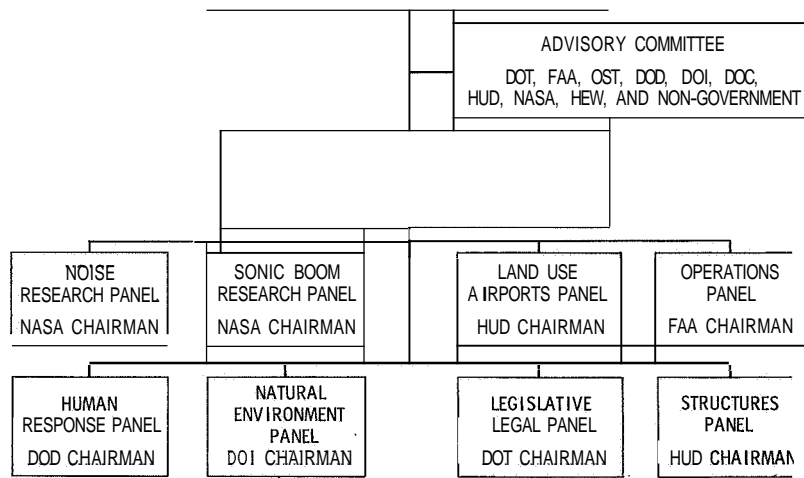 ADVISORY COMMITTEE
DOT, FAA, OST, DOD, DOI, DOC,
HUD, NASA, HEW, AND NON-GOVERNMENT
NOISE
RESEARCH PANEL
NASA CHAIRMAN
SONIC BOOM
RESEARCH PANEL
NASA CHAIRMAN
LAND USE
AIRPORTS PANEL
HUD CHAIRMAN
OPERATIONS
PANEL
FAA CHAIRMAN
HUMAN
RESPONSE PANEL
DOD CHAIRMAN
NATURAL
ENVIRONMENT
PANEL
DOI CHAIRMAN
LEGISLATIVE
LEGAL PANEL
DOT CHAIRMAN
STRUCTURES
PANEL
HUD CHAIRMAN